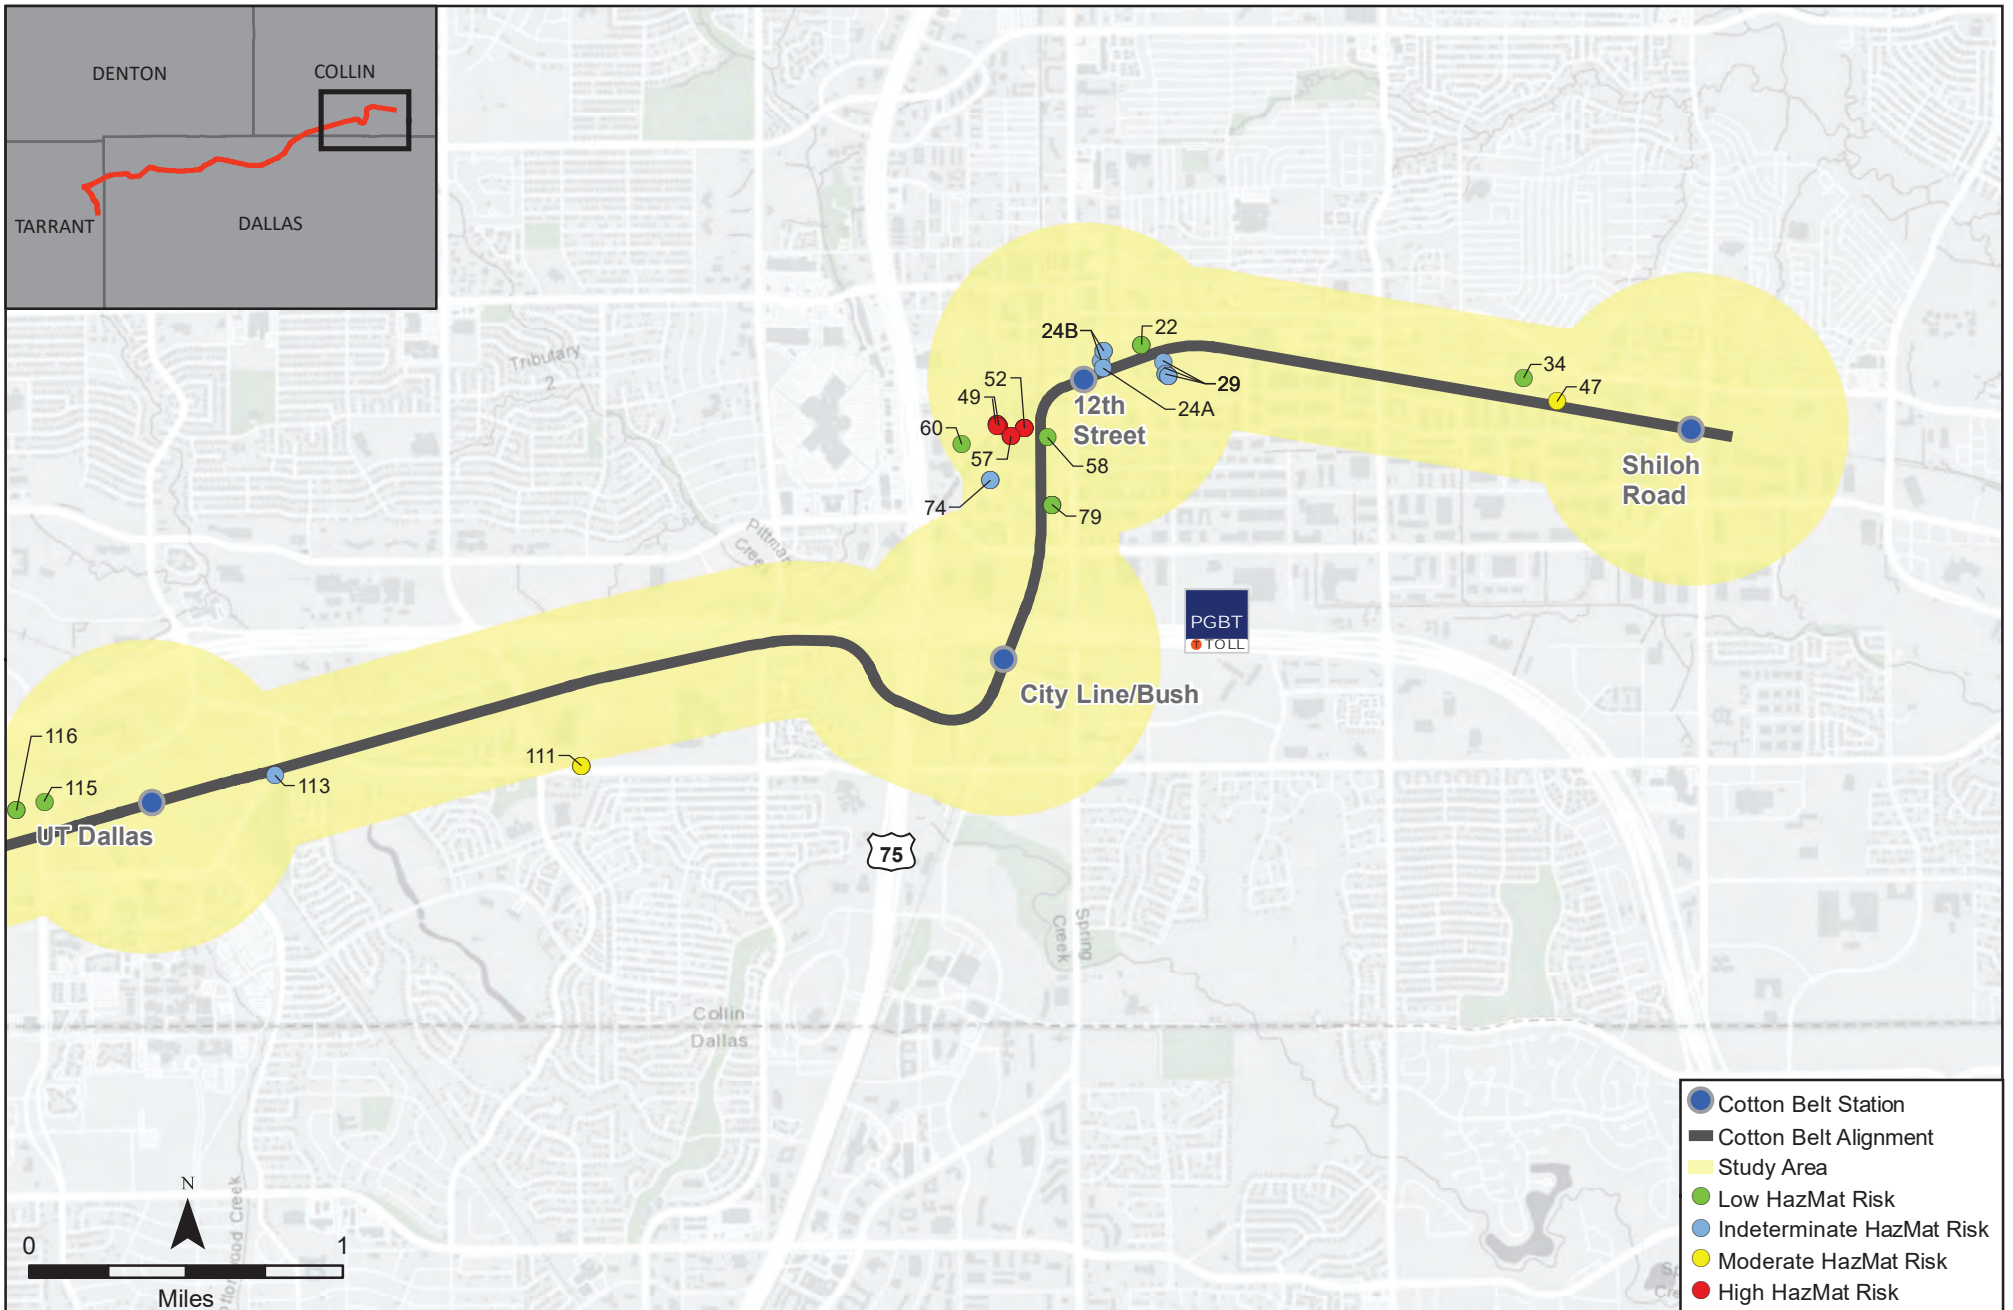 DENTON
COLLIN
TARRANT
DALLAS
Tributary
2
24B
22
29
24A
12th
Street
52
49
60
57
58
74
79
34
47
Shiloh
Road
Pittman
Creek
PGBT
T TOLL
City Line/Bush
116
115
113
111
UT Dallas
75
Spring
Creek
Collin
Dallas
N
0
1
Miles
Cotton Belt Station
Cotton Belt Alignment
Study Area
Low HazMat Risk
Indeterminate HazMat Risk
Moderate HazMat Risk
High HazMat Risk